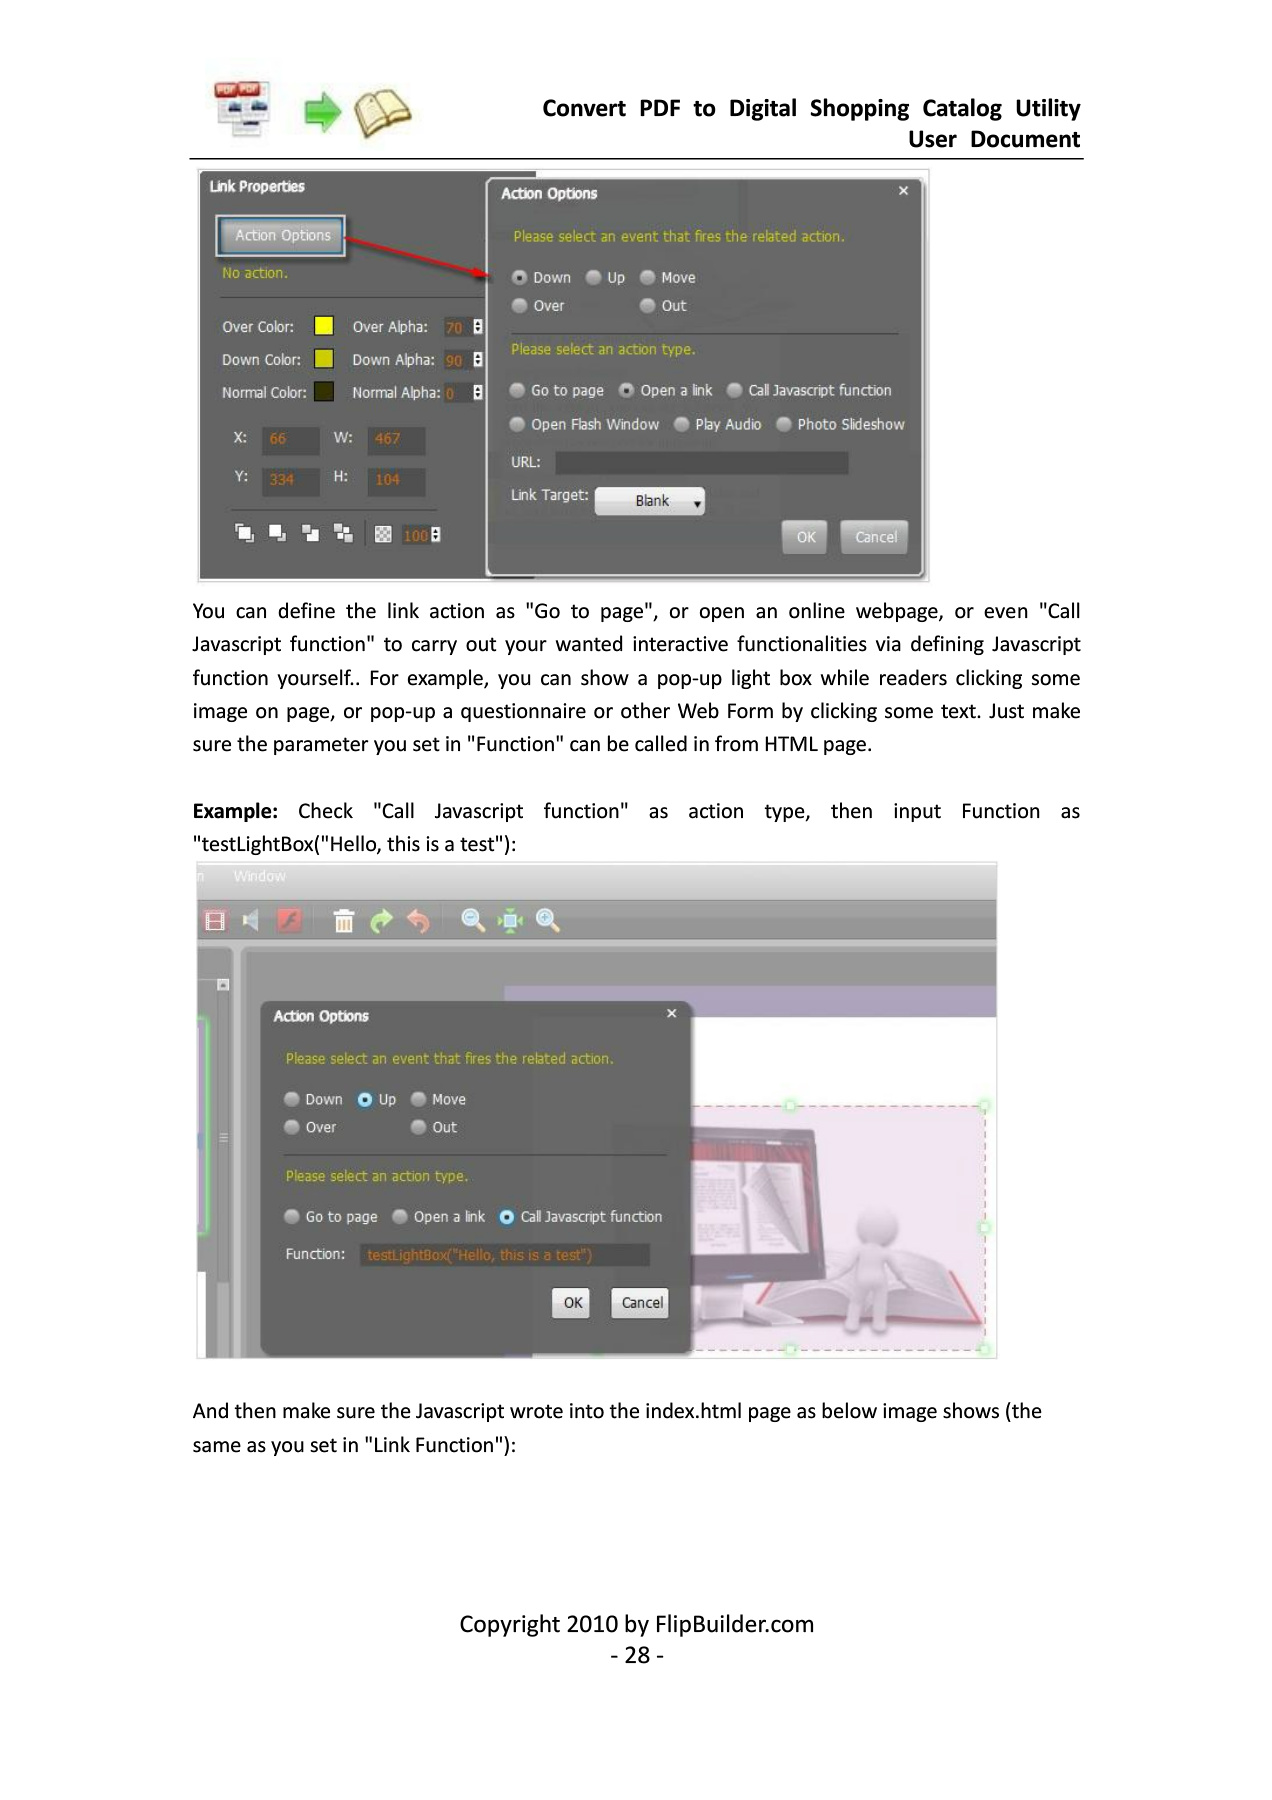 PDF PDF
Convert PDF to Digital Shopping Catalog Utility
User Document
Link Properties
Action Options
No action.
Over Color: Over Alpha: 70
Down Color: Down Alpha: 90
Normal Color: Normal Alpha: 0
X: 66 W: 467
Y: 334 H: 104
100
Action Options
Please select an event that fires the related action.
Down Up Move
Over Out
Please select an action type.
Go to page Open a link Call Javascript function
Open Flash Window Play Audio Photo Slideshow
URL:
Link Target: Blank
OK Cancel
You can define the link action as "Go to page", or open an online webpage, or even "Call
Javascript function" to carry out your wanted interactive functionalities via defining Javascript
function yourself.. For example, you can show a pop-up light box while readers clicking some
image on page, or pop-up a questionnaire or other Web Form by clicking some text. Just make
sure the parameter you set in "Function" can be called in from HTML page.
Example: Check "Call Javascript function" as action type, then input Function as
"testLightBox("Hello, this is a test"):
n Window
Action Options
Please select an event that fires the related action.
Down Up Move
Over Out
Please select an action type.
Go to page Open a link Call Javascript function
Function: testLightBox("Hello, this is a test")
OK Cancel
And then make sure the Javascript wrote into the index.html page as below image shows (the
same as you set in "Link Function"):
Copyright 2010 by FlipBuilder.com
- 28 -